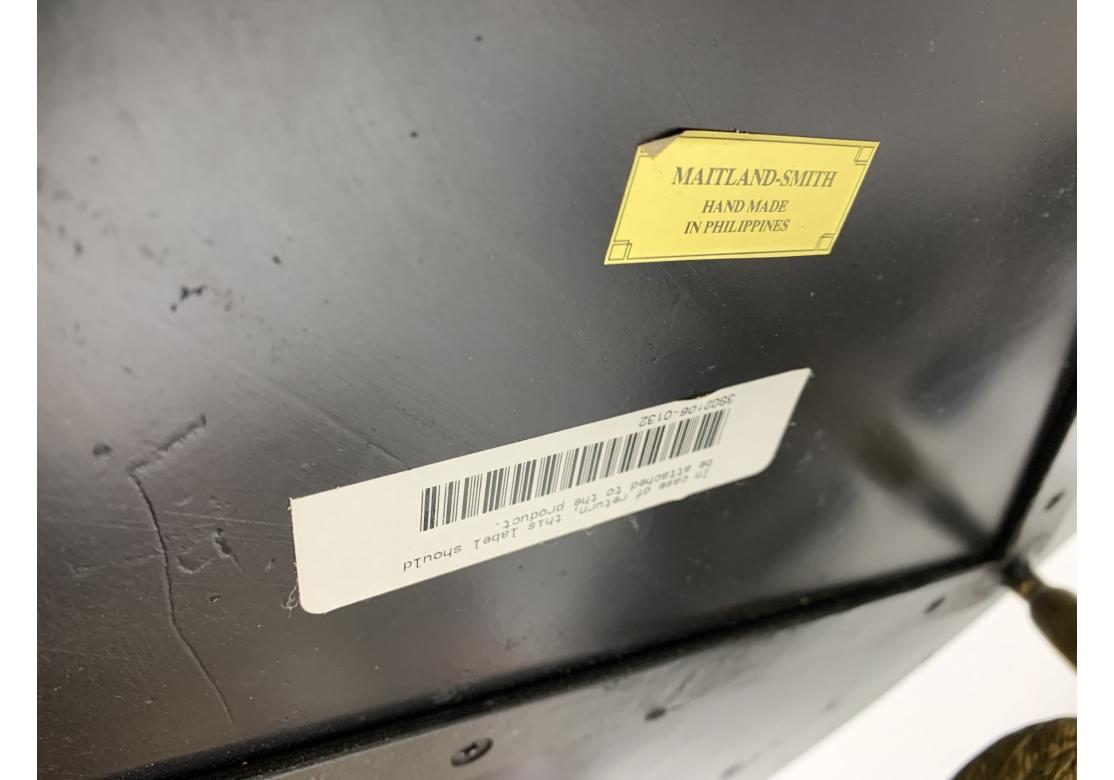 MAITLAND-SMITH
HAND MADE
IN PHILIPPINES
In case of return, this label should
be attached to the product.
3802106-0132